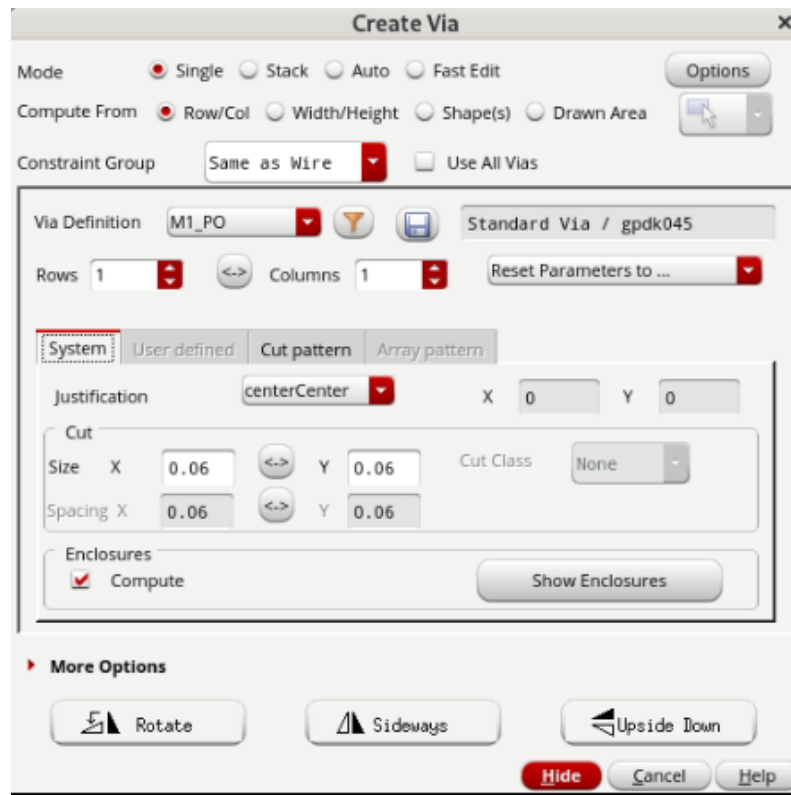 Create Via ×
Mode Single Stack Auto Fast Edit Options
Compute From Row/Col Width/Height Shape(s) Drawn Area
Constraint Group Same as Wire Use All Vias
Via Definition M1_PO Standard Via / gpdk045
Rows 1 <-> Columns 1 Reset Parameters to ...
System User defined Cut pattern Array pattern
Justification centerCenter X 0 Y 0
Cut
Size X 0.06 <-> Y 0.06 Cut Class None
Spacing X 0.06 <-> Y 0.06
Enclosures
Compute Show Enclosures
More Options
Rotate Sideways Upside Down
Hide Cancel Help